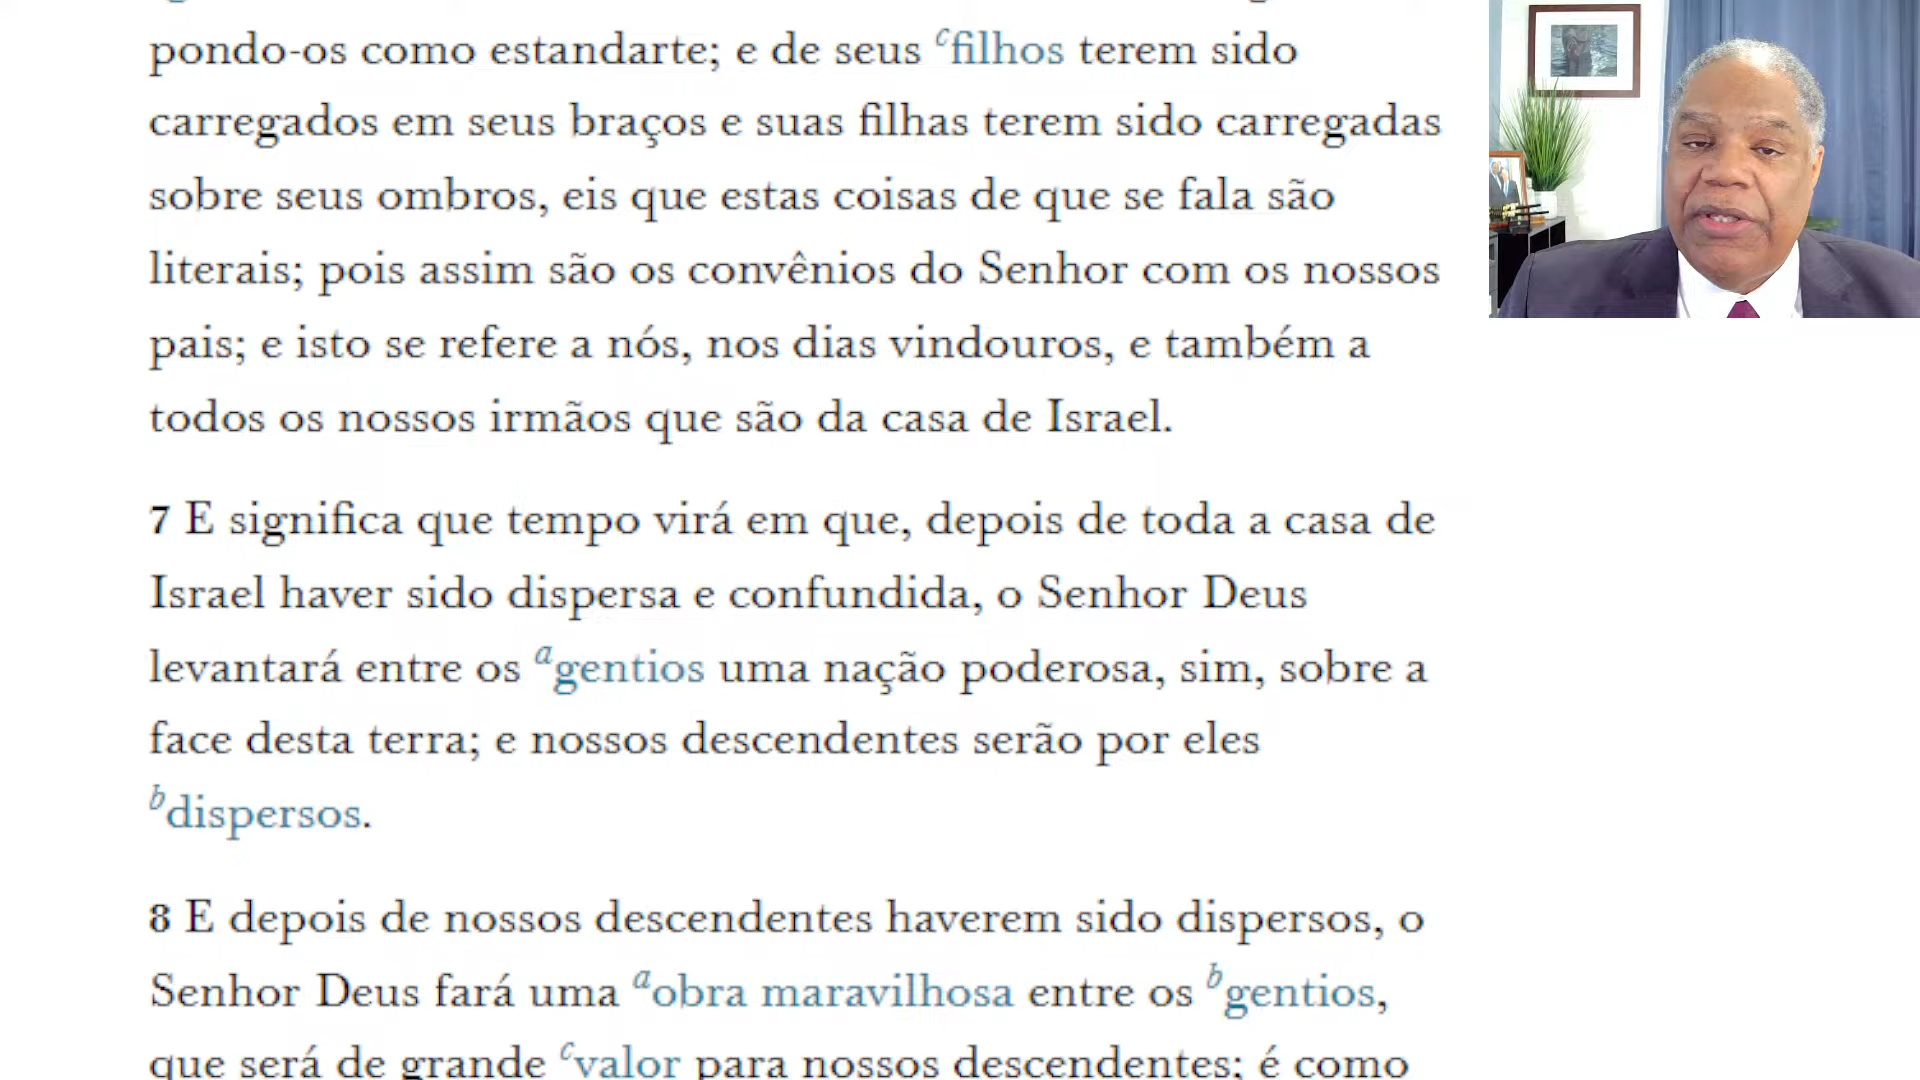 pondo-os como estandarte; e de seus cfilhos terem sido
carregados em seus braços e suas filhas terem sido carregadas
sobre seus ombros, eis que estas coisas de que se fala são
literais; pois assim são os convênios do Senhor com os nossos
pais; e isto se refere a nós, nos dias vindouros, e também a
todos os nossos irmãos que são da casa de Israel.
7 E significa que tempo virá em que, depois de toda a casa de
Israel haver sido dispersa e confundida, o Senhor Deus
levantará entre os agentios uma nação poderosa, sim, sobre a
face desta terra; e nossos descendentes serão por eles
bdispersos.
8 E depois de nossos descendentes haverem sido dispersos, o
Senhor Deus fará uma aobra maravilhosa entre os bgentios,
que será de grande cvalor para nossos descendentes; é como